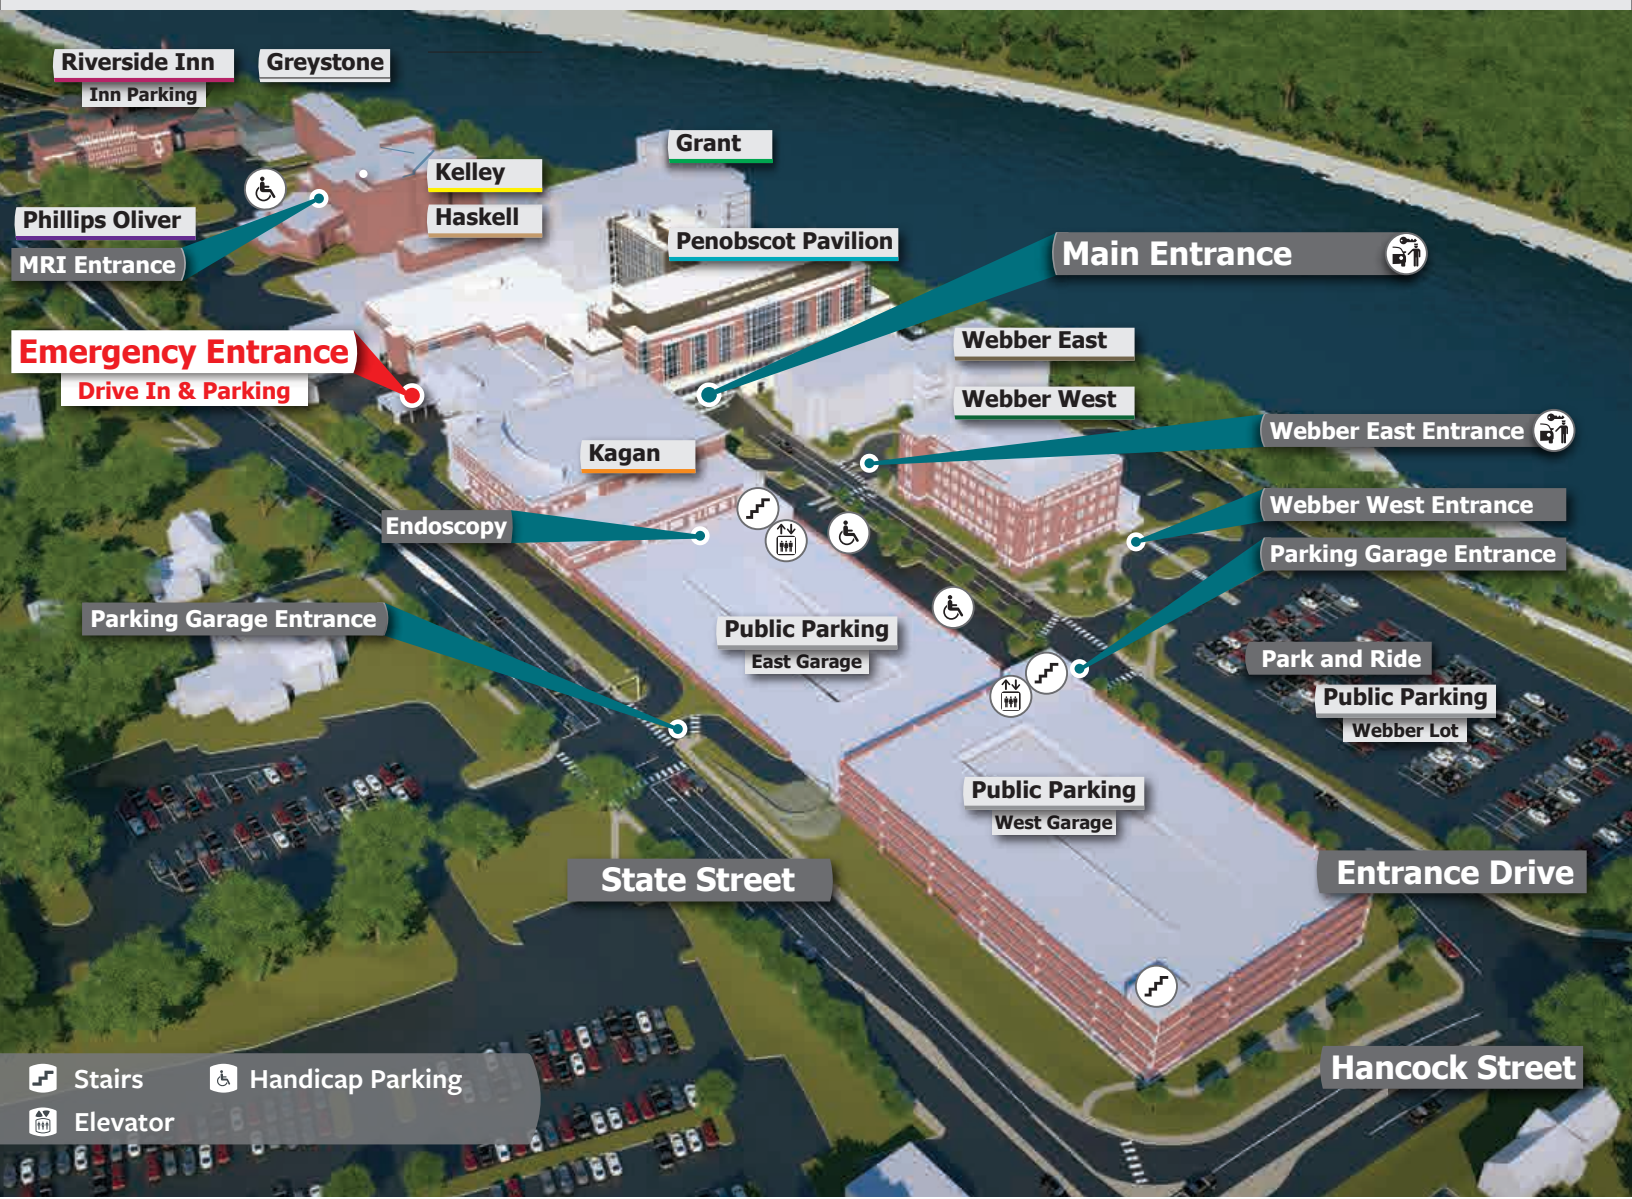 Riverside Inn
Inn Parking
Greystone
Grant
Kelley
Haskell
Phillips Oliver
MRI Entrance
Penobscot Pavilion
Main Entrance
Emergency Entrance
Drive In & Parking
Webber East
Webber West
Webber East Entrance
Kagan
Endoscopy
Webber West Entrance
Parking Garage Entrance
Parking Garage Entrance
Public Parking
East Garage
Park and Ride
Public Parking
Webber Lot
Public Parking
West Garage
State Street
Entrance Drive
Hancock Street
Stairs
Handicap Parking
Elevator